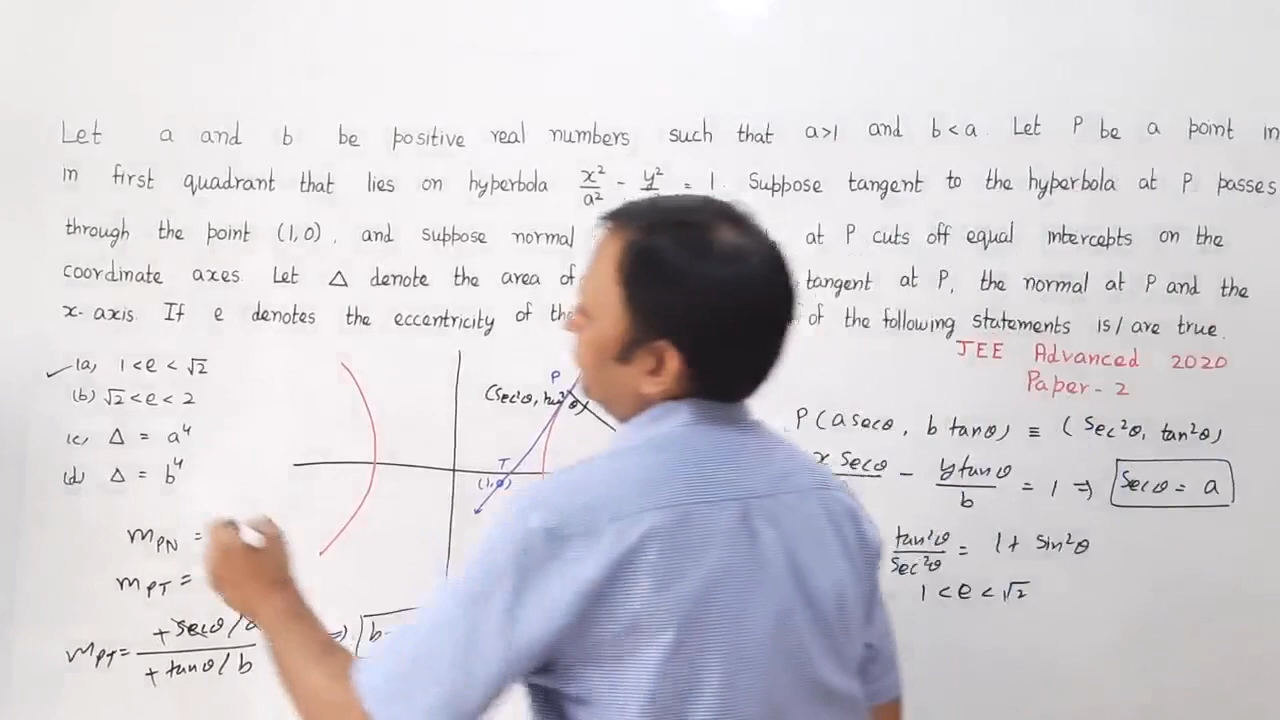 Let a and b be positive real numbers such that a>1 and b<a. Let P be a point in
in first quadrant that lies on hyperbola x²/a² - y² = 1. Suppose tangent to the hyperbola at P passes
through the point (1,0), and suppose normal at P cuts off equal intercepts on the
coordinate axes. Let Δ denote the area of tangent at P, the normal at P and the
x-axis. If e denotes the eccentricity of the of the following statements is/are true.
JEE Advanced 2020
Paper-2
(a) 1<e<√2
(b) √2<e<2
(c) Δ = a⁴
(d) Δ = b⁴
P
(sec²θ, tan²θ)
T
(1,0)
P(a secθ, b tanθ) ≡ (sec²θ, tan²θ)
x secθ - y tanθ/b = 1 ⇒ secθ = a
tan²θ/sec²θ = 1 + sin²θ
1<e<√2
m_PN =
m_PT =
m_PT = +secθ/a / +tanθ/b ⇒ b